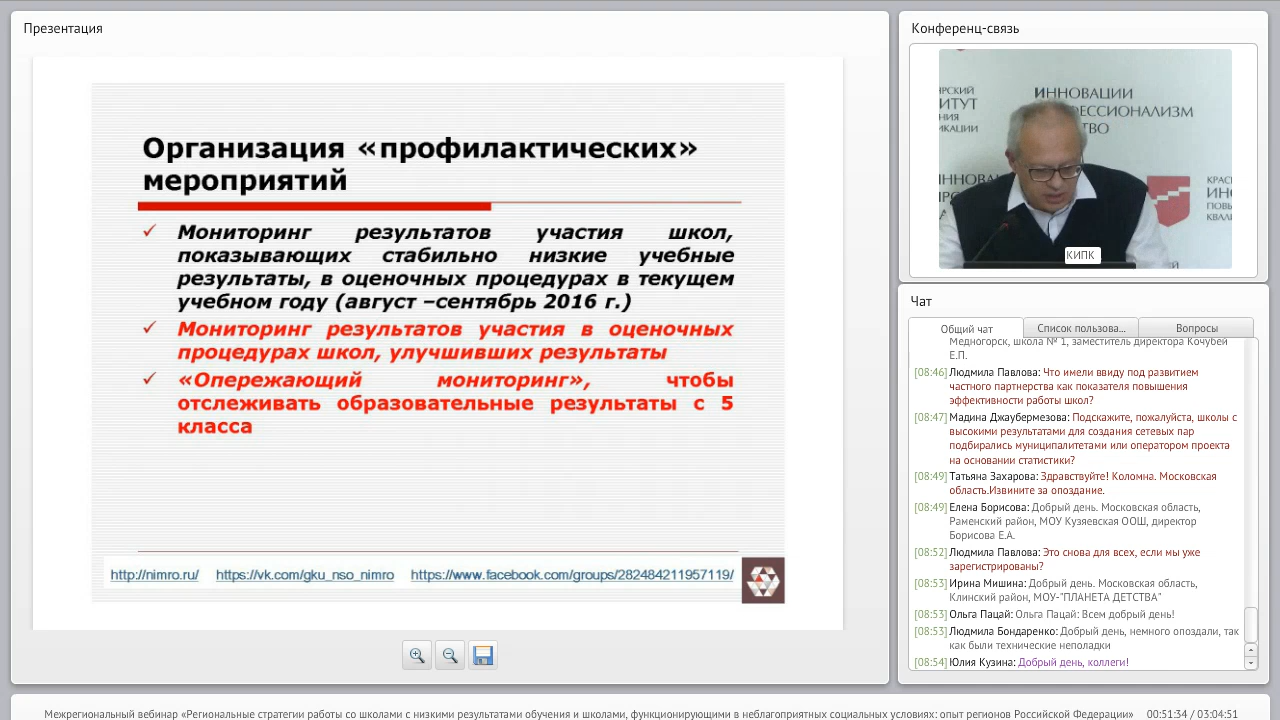 Презентация
Организация «профилактических»
мероприятий
Мониторинг результатов участия школ,
показывающих стабильно низкие учебные
результаты, в оценочных процедурах в текущем
учебном году (август –сентябрь 2016 г.)
Мониторинг результатов участия в оценочных
процедурах школ, улучшивших результаты
«Опережающий мониторинг», чтобы
отслеживать образовательные результаты с 5
класса
http://nimro.ru/ https://vk.com/gku_nso_nimro https://www.facebook.com/groups/282484211957119/
Конференц-связь
ИННОВАЦИИ
КИПК
Чат
Общий чат Список пользова... Вопросы
Медногорск, школа № 1, заместитель директора Кочубей
Е.П.
[08:46] Людмила Павлова: Что имели ввиду под развитием
частного партнерства как показателя повышения
эффективности работы школ?
[08:47] Мадина Джаубермезова: Подскажите, пожалуйста, школы с
высокими результатами для создания сетевых пар
подбирались муниципалитетами или оператором проекта
на основании статистики?
[08:49] Татьяна Захарова: Здравствуйте! Коломна. Московская
область.Извините за опоздание.
[08:49] Елена Борисова: Добрый день. Московская область,
Раменский район, МОУ Кузяевская ООШ, директор
Борисова Е.А.
[08:52] Людмила Павлова: Это снова для всех, если мы уже
зарегистрированы?
[08:53] Ирина Мишина: Добрый день. Московская область,
Клинский район, МОУ-"ПЛАНЕТА ДЕТСТВА"
[08:53] Ольга Пацай: Ольга Пацай: Всем добрый день!
[08:53] Людмила Бондаренко: Добрый день, немного опоздали, так
как были технические неполадки
[08:54] Юлия Кузина: Добрый день, коллеги!
Межрегиональный вебинар «Региональные стратегии работы со школами с низкими результатами обучения и школами, функционирующими в неблагоприятных социальных условиях: опыт регионов Российской Федерации» 00:51:34 / 03:04:51